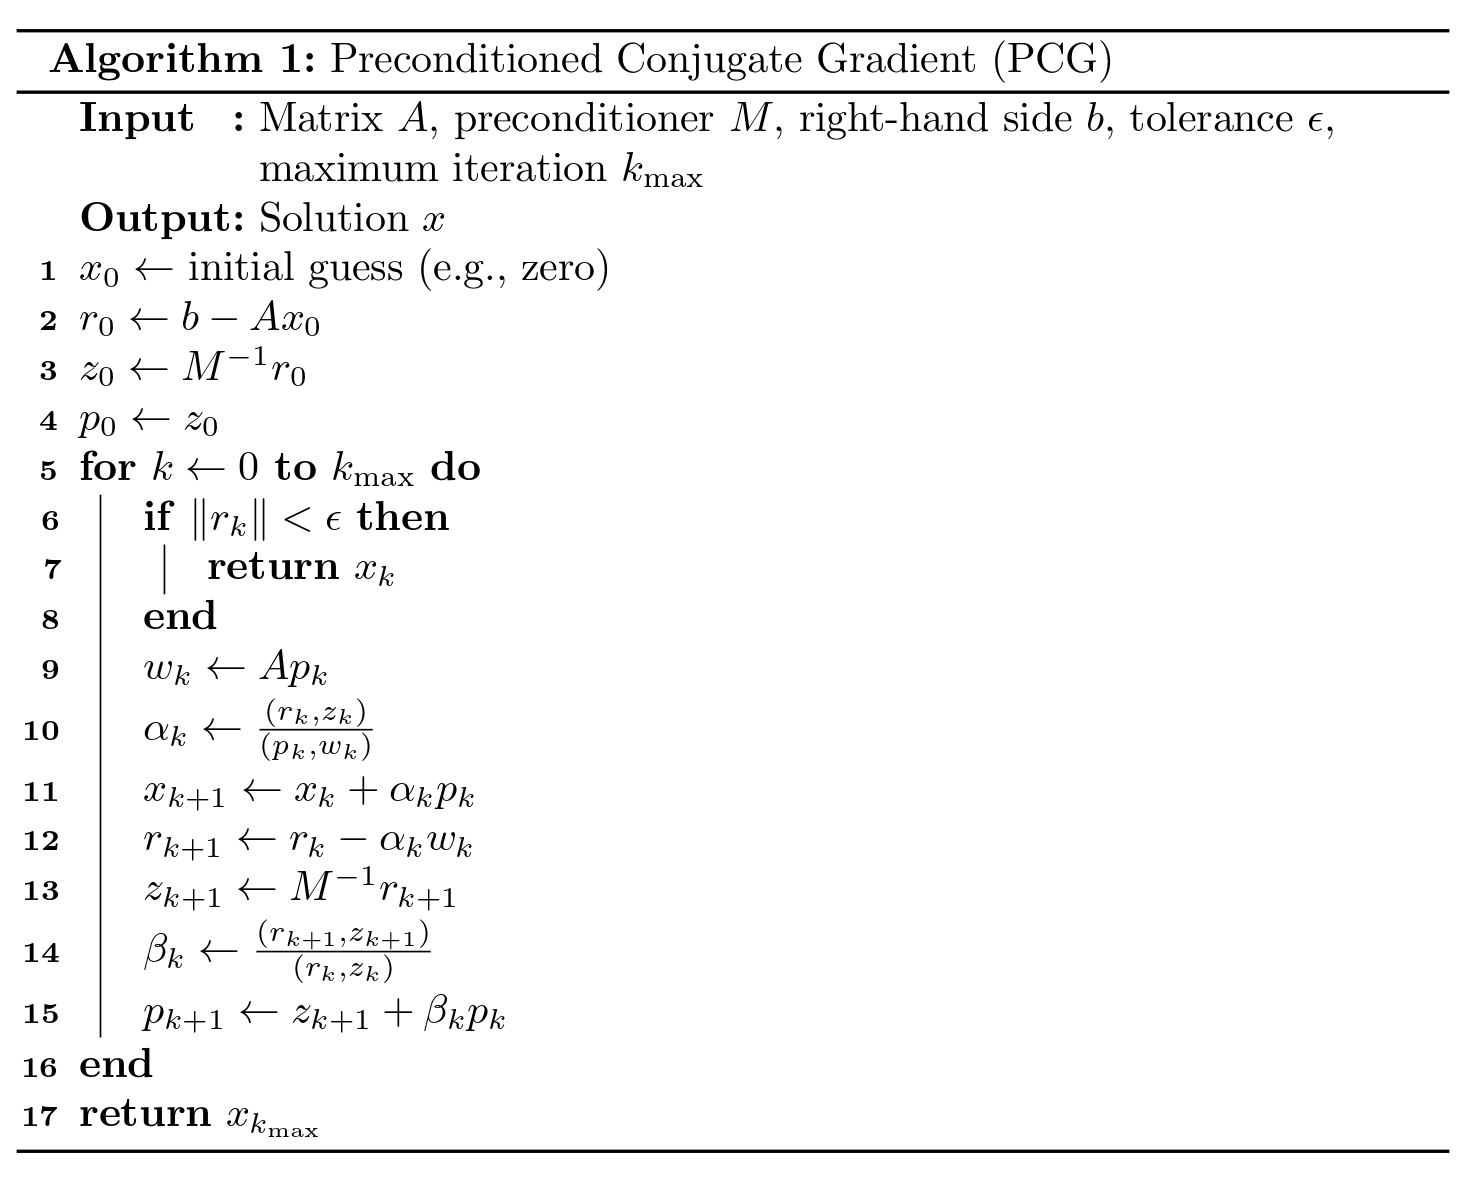 Algorithm 1: Preconditioned Conjugate Gradient (PCG)
Input : Matrix $A$, preconditioner $M$, right-hand side $b$, tolerance $\epsilon$,
maximum iteration $k_{\max}$
Output: Solution $x$
1 $x_0 \leftarrow$ initial guess (e.g., zero)
2 $r_0 \leftarrow b - Ax_0$
3 $z_0 \leftarrow M^{-1}r_0$
4 $p_0 \leftarrow z_0$
5 for $k \leftarrow 0$ to $k_{\max}$ do
6 if $\|r_k\| < \epsilon$ then
7 return $x_k$
8 end
9 $w_k \leftarrow Ap_k$
10 $\alpha_k \leftarrow \frac{(r_k,z_k)}{(p_k,w_k)}$
11 $x_{k+1} \leftarrow x_k + \alpha_k p_k$
12 $r_{k+1} \leftarrow r_k - \alpha_k w_k$
13 $z_{k+1} \leftarrow M^{-1}r_{k+1}$
14 $\beta_k \leftarrow \frac{(r_{k+1},z_{k+1})}{(r_k,z_k)}$
15 $p_{k+1} \leftarrow z_{k+1} + \beta_k p_k$
16 end
17 return $x_{k_{\max}}$